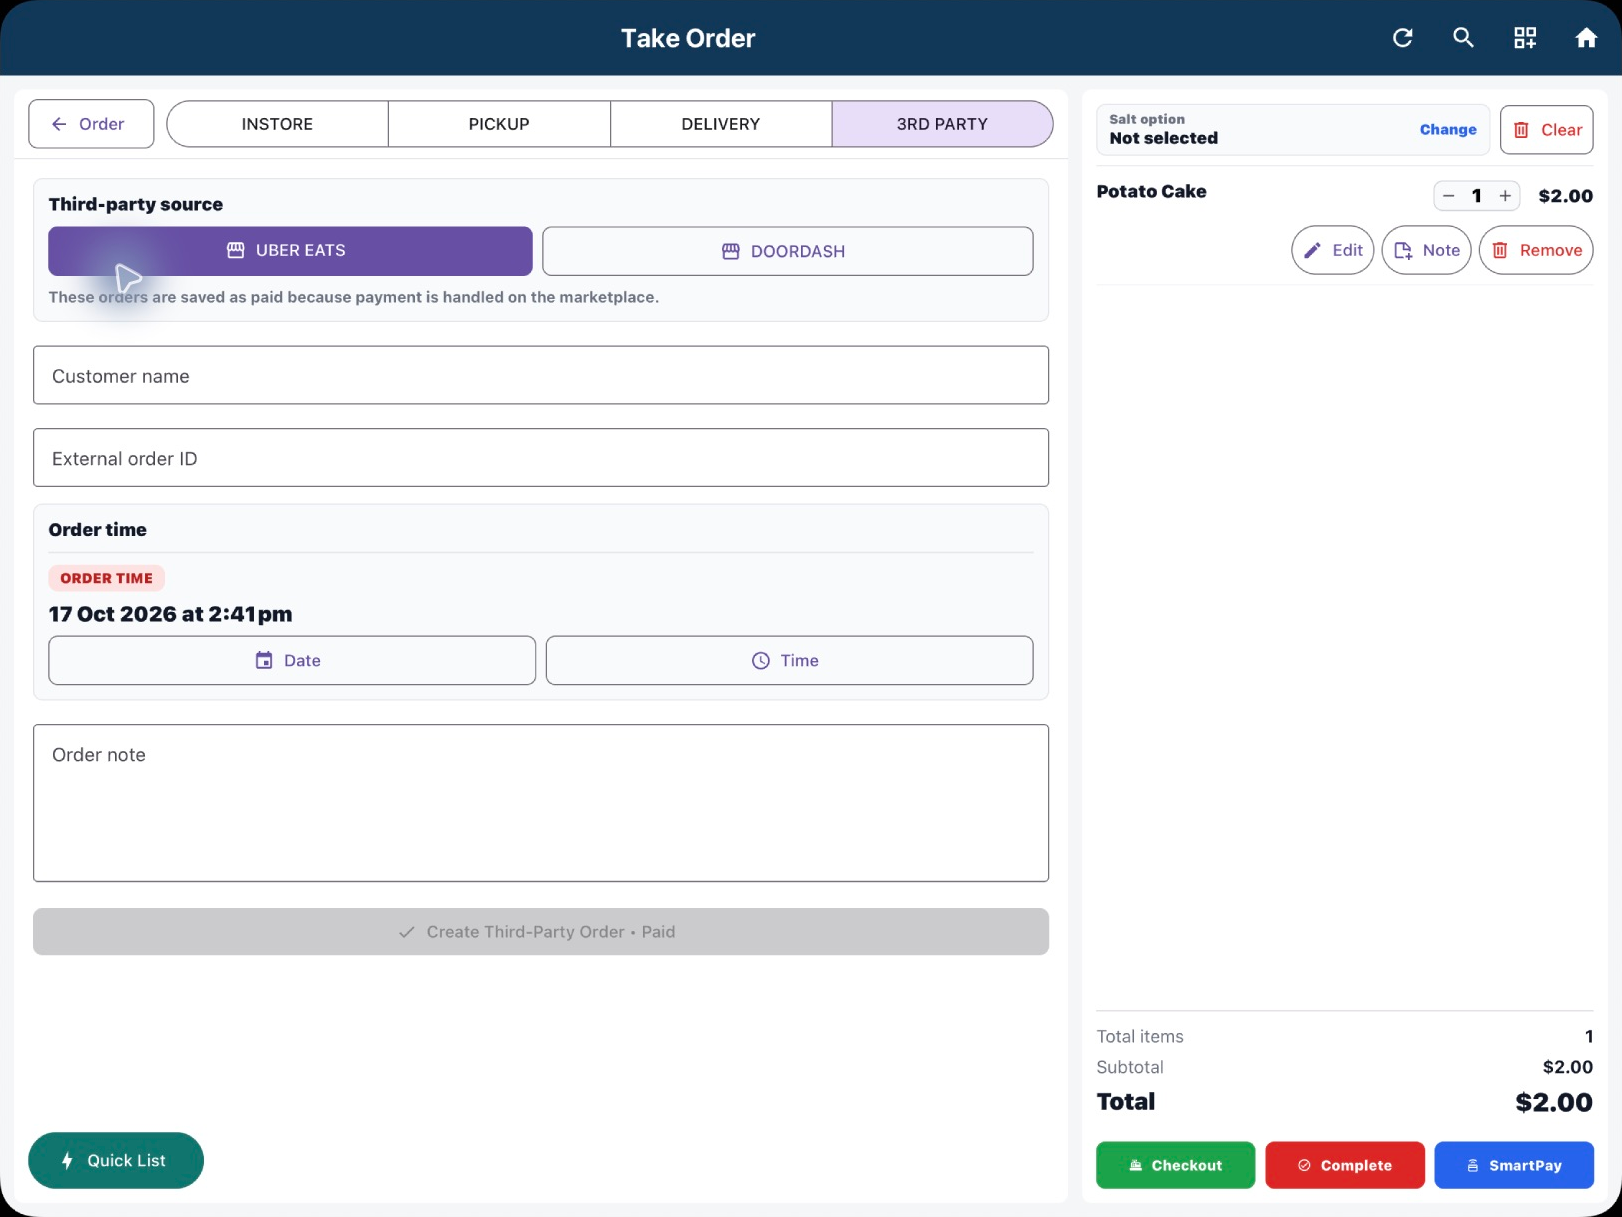 Take Order
Order
INSTORE
PICKUP
DELIVERY
3RD PARTY
Third-party source
UBER EATS
DOORDASH
These orders are saved as paid because payment is handled on the marketplace.
Customer name
External order ID
Order time
ORDER TIME
17 Oct 2026 at 2:41pm
Date
Time
Order note
Create Third-Party Order • Paid
Quick List
Salt option
Not selected
Change
Clear
Potato Cake
1
$2.00
Edit
Note
Remove
Total items
1
Subtotal
$2.00
Total
$2.00
Checkout
Complete
SmartPay